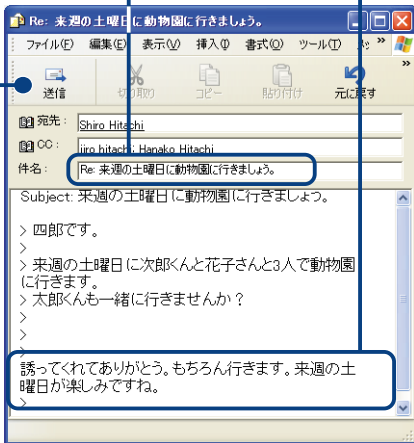 Re: 来週の土曜日に動物園に行きましょう。
ファイル(F) 編集(E) 表示(V) 挿入(I) 書式(O) ツール(T) »
送信 切り取り コピー 貼り付け 元に戻す »
宛先: Shiro Hitachi
CC: jiro hitachi; Hanako Hitachi
件名: Re: 来週の土曜日に動物園に行きましょう。
Subject: 来週の土曜日に動物園に行きましょう。
> 四郎です。
>
> 来週の土曜日に次郎くんと花子さんと3人で動物園
に行きます。
> 太郎くんも一緒に行きませんか？
>
>
>
誘ってくれてありがとう。もちろん行きます。来週の土
曜日が楽しみですね。
>